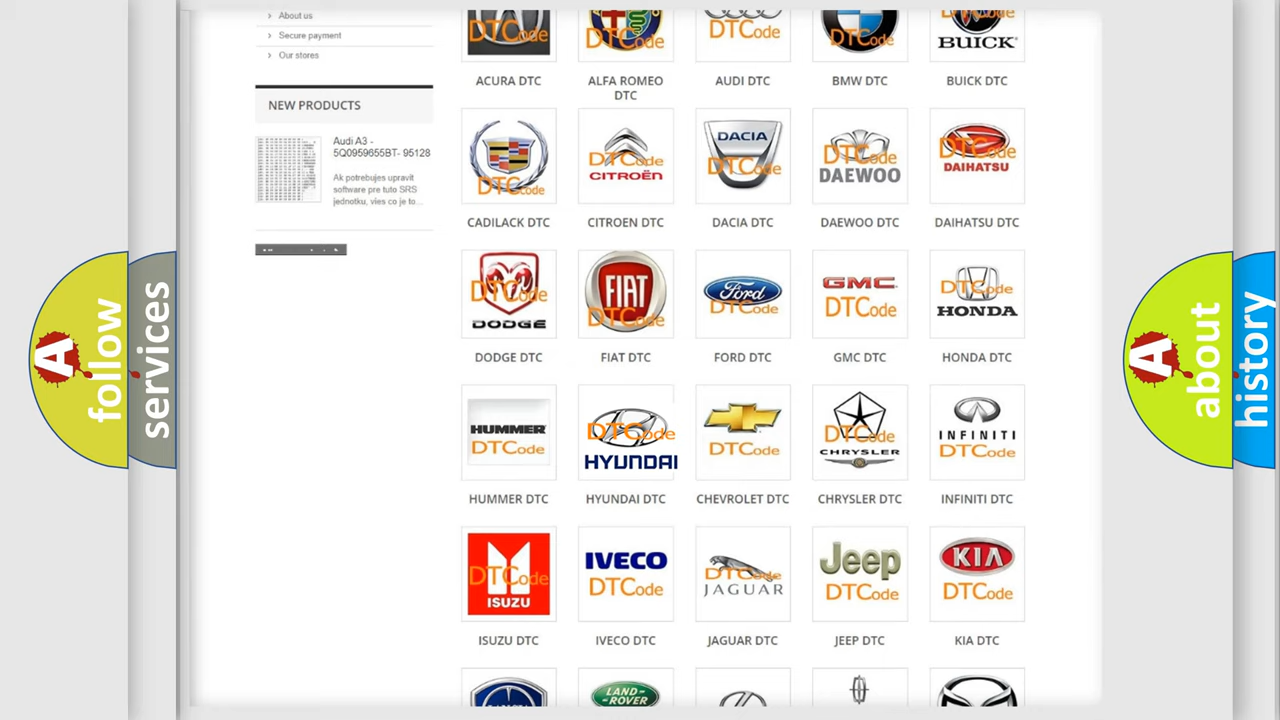 About us
Secure payment
Our stores
NEW PRODUCTS
Audi A3 -
5Q0959655BT- 95128
Ak potrebujes upravit
software pre tuto SRS
jednotku, vies co je to...
DTCode DTCode DTCode DTCode BUICK
ACURA DTC
ALFA ROMEO
DTC
AUDI DTC
BMW DTC
BUICK DTC
DTCode
DTCode
CITROËN
DACIA
DTCode
DTCode
DAEWOO
DTCode
DAIHATSU
CADILACK DTC
CITROEN DTC
DACIA DTC
DAEWOO DTC
DAIHATSU DTC
DTCode
DODGE
FIAT
DTCode
Ford
DTCode
GMC
DTCode
DTCode
HONDA
DODGE DTC
FIAT DTC
FORD DTC
GMC DTC
HONDA DTC
HUMMER
DTCode
DTCode
HYUNDAI
DTCode
DTCode
CHRYSLER
INFINITI
DTCode
HUMMER DTC
HYUNDAI DTC
CHEVROLET DTC
CHRYSLER DTC
INFINITI DTC
DTCode
ISUZU
IVECO
DTCode
DTCode
JAGUAR
Jeep
DTCode
KIA
DTCode
ISUZU DTC
IVECO DTC
JAGUAR DTC
JEEP DTC
KIA DTC
LAND-
ROVER
A
follow
services
A
about
history